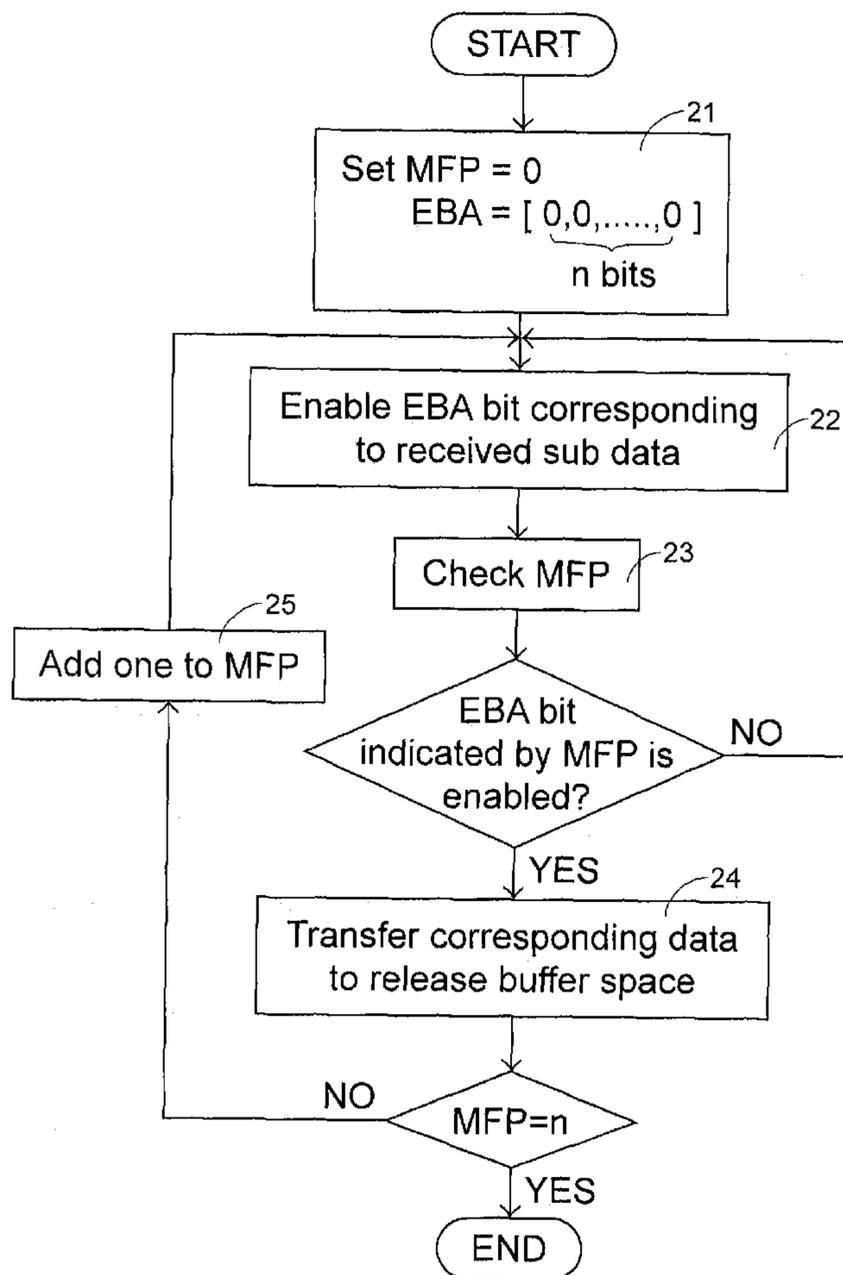 START
21
Set MFP = 0
EBA = [ 0,0,.....,0 ]
n bits
Enable EBA bit corresponding
to received sub data
22
Check MFP
23
25
Add one to MFP
EBA bit
indicated by MFP is
enabled?
NO
YES
24
Transfer corresponding data
to release buffer space
NO
MFP=n
YES
END